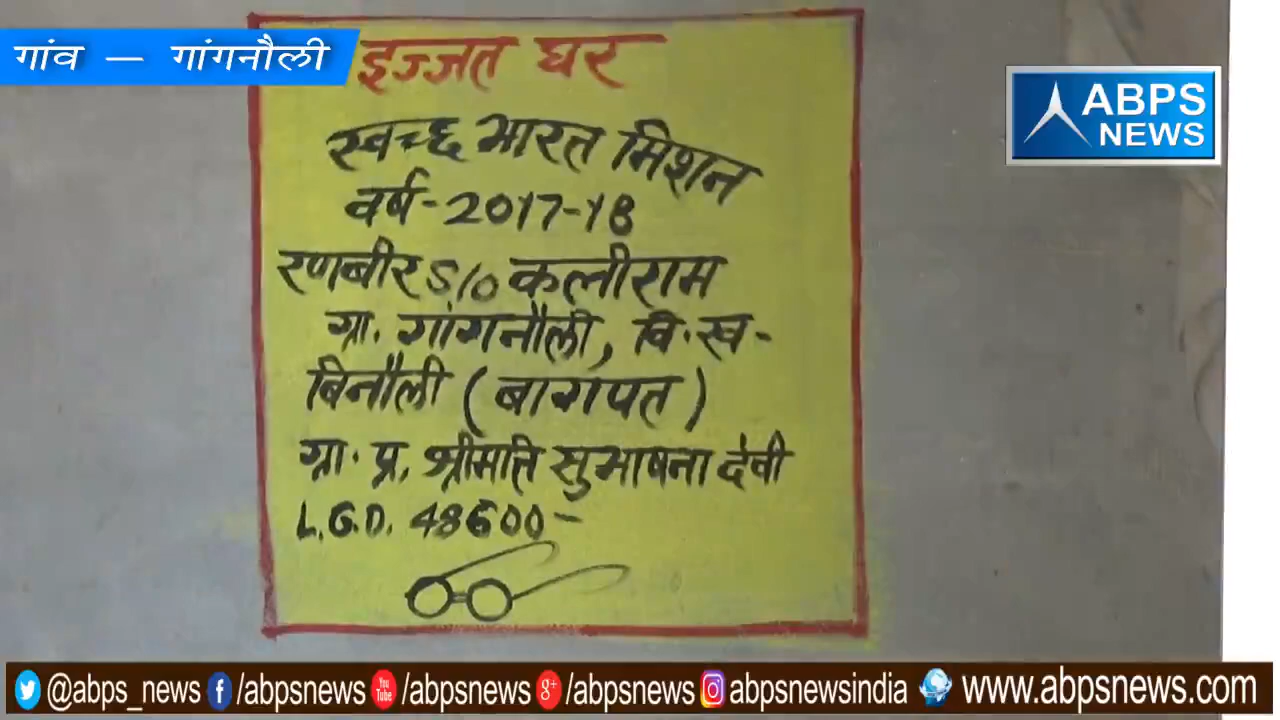 गांव — गांगनौली
ABPS
NEWS
इज्जत घर
स्वच्छ भारत मिशन
वर्ष-2017-18
रणबीर S/O कलीराम
ग्रा. गांगनौली, वि.ख-
बिनौली (बागपत)
ग्रा. प्र. श्रीमति सुभाषना देवी
L.G.D. 48600-
@abps_news /abpsnews /abpsnews /abpsnews abpsnewsindia www.abpsnews.com